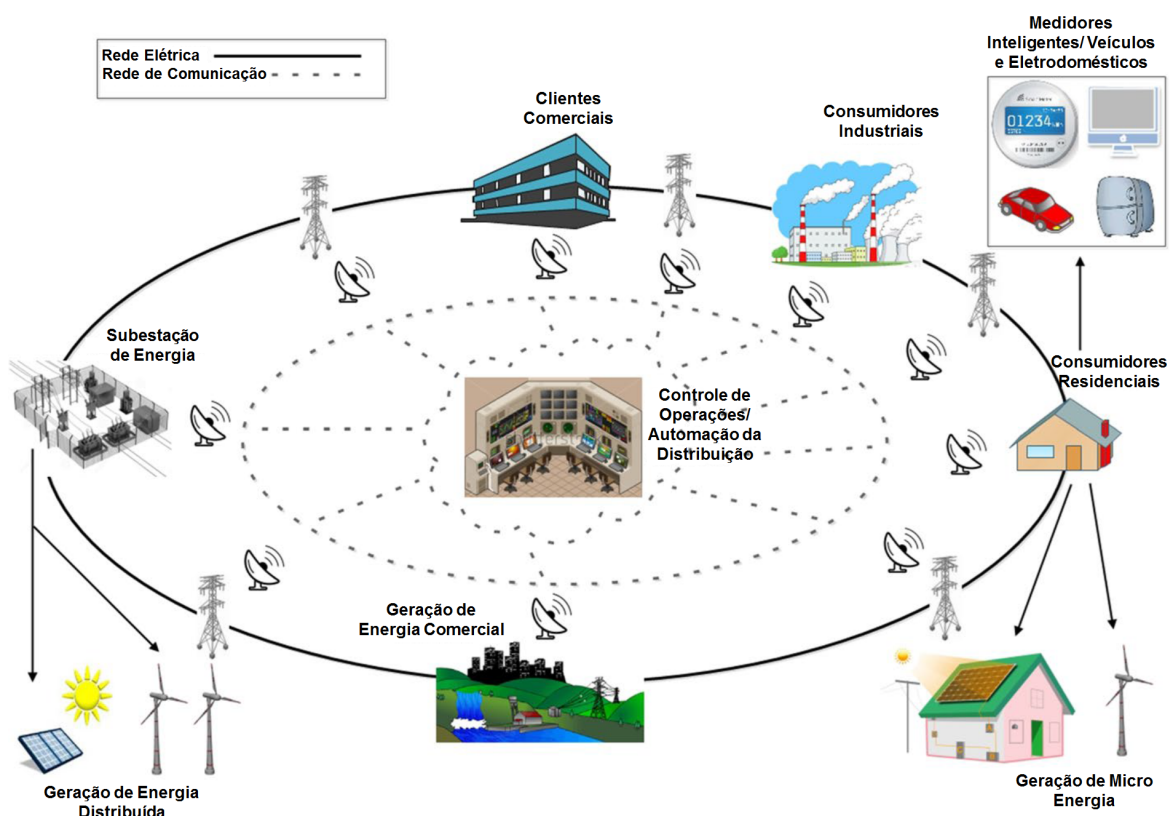 Medidores
Inteligentes/ Veículos
e Eletrodomésticos
Rede Elétrica
Rede de Comunicação
Clientes
Comerciais
Consumidores
Industriais
01234
Subestação
de Energia
Consumidores
Residenciais
Controle de
Operações/
Automação da
Distribuição
Geração de
Energia Comercial
Geração de Energia
Distribuída
Geração de Micro
Energia